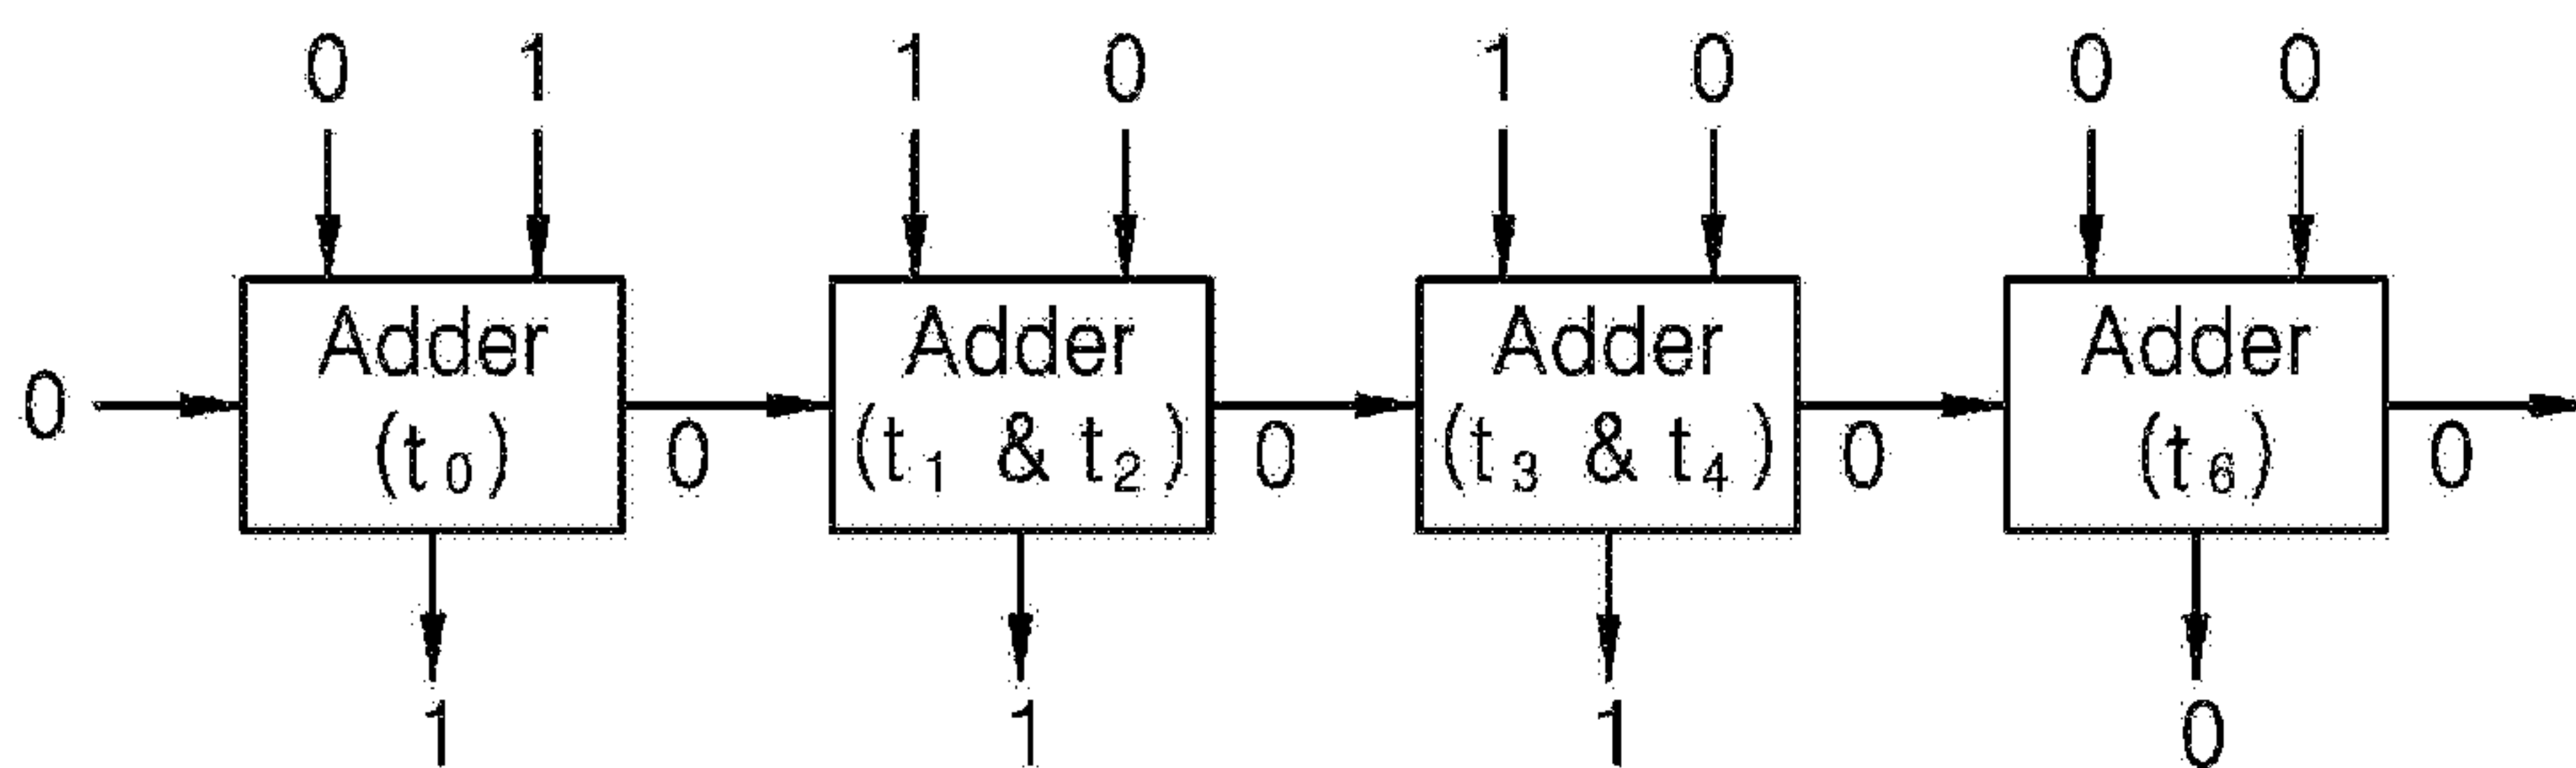 0 1 1 0 1 0 0 0
Adder Adder Adder Adder
0 (t₀) 0 (t₁ & t₂) 0 (t₃ & t₄) 0 (t₆) 0
1 1 1 0